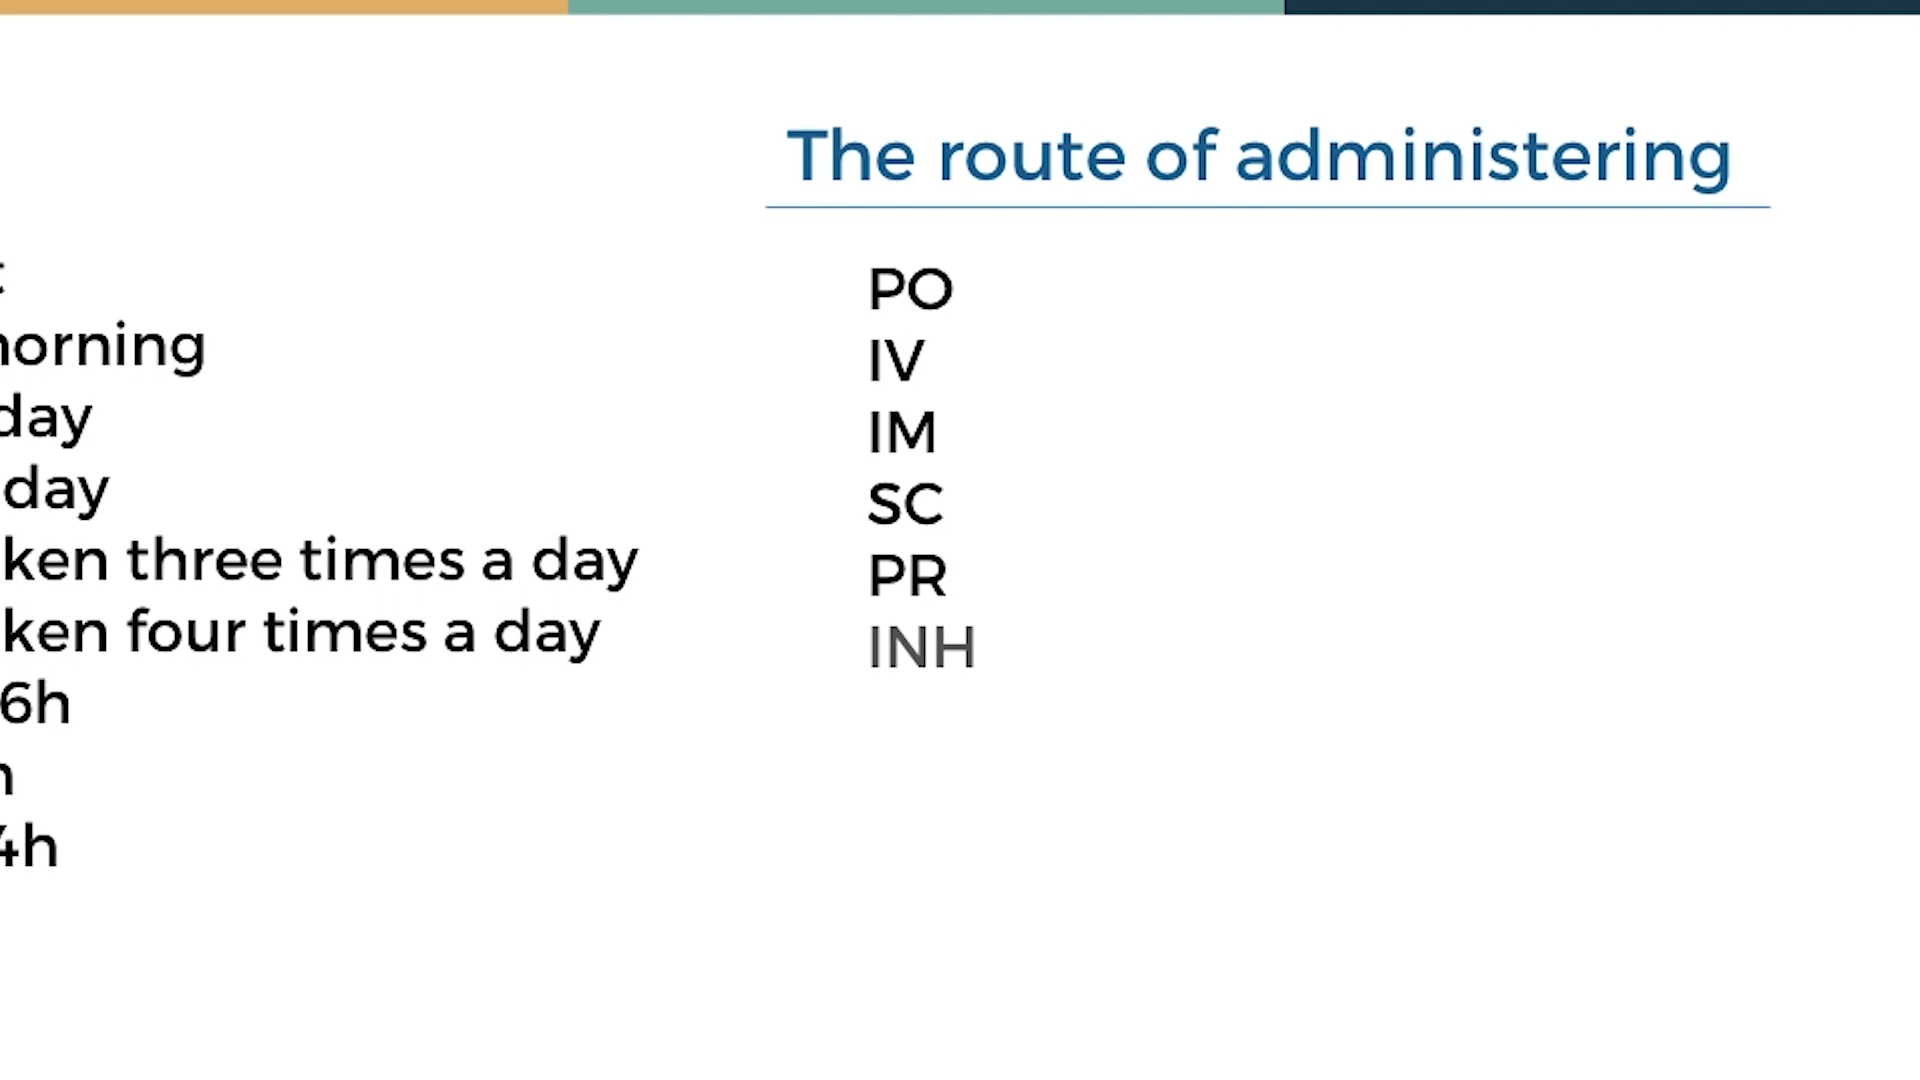 The route of administering
PO
IV
IM
SC
PR
INH
morning
day
day
ken three times a day
ken four times a day
6h
h
4h